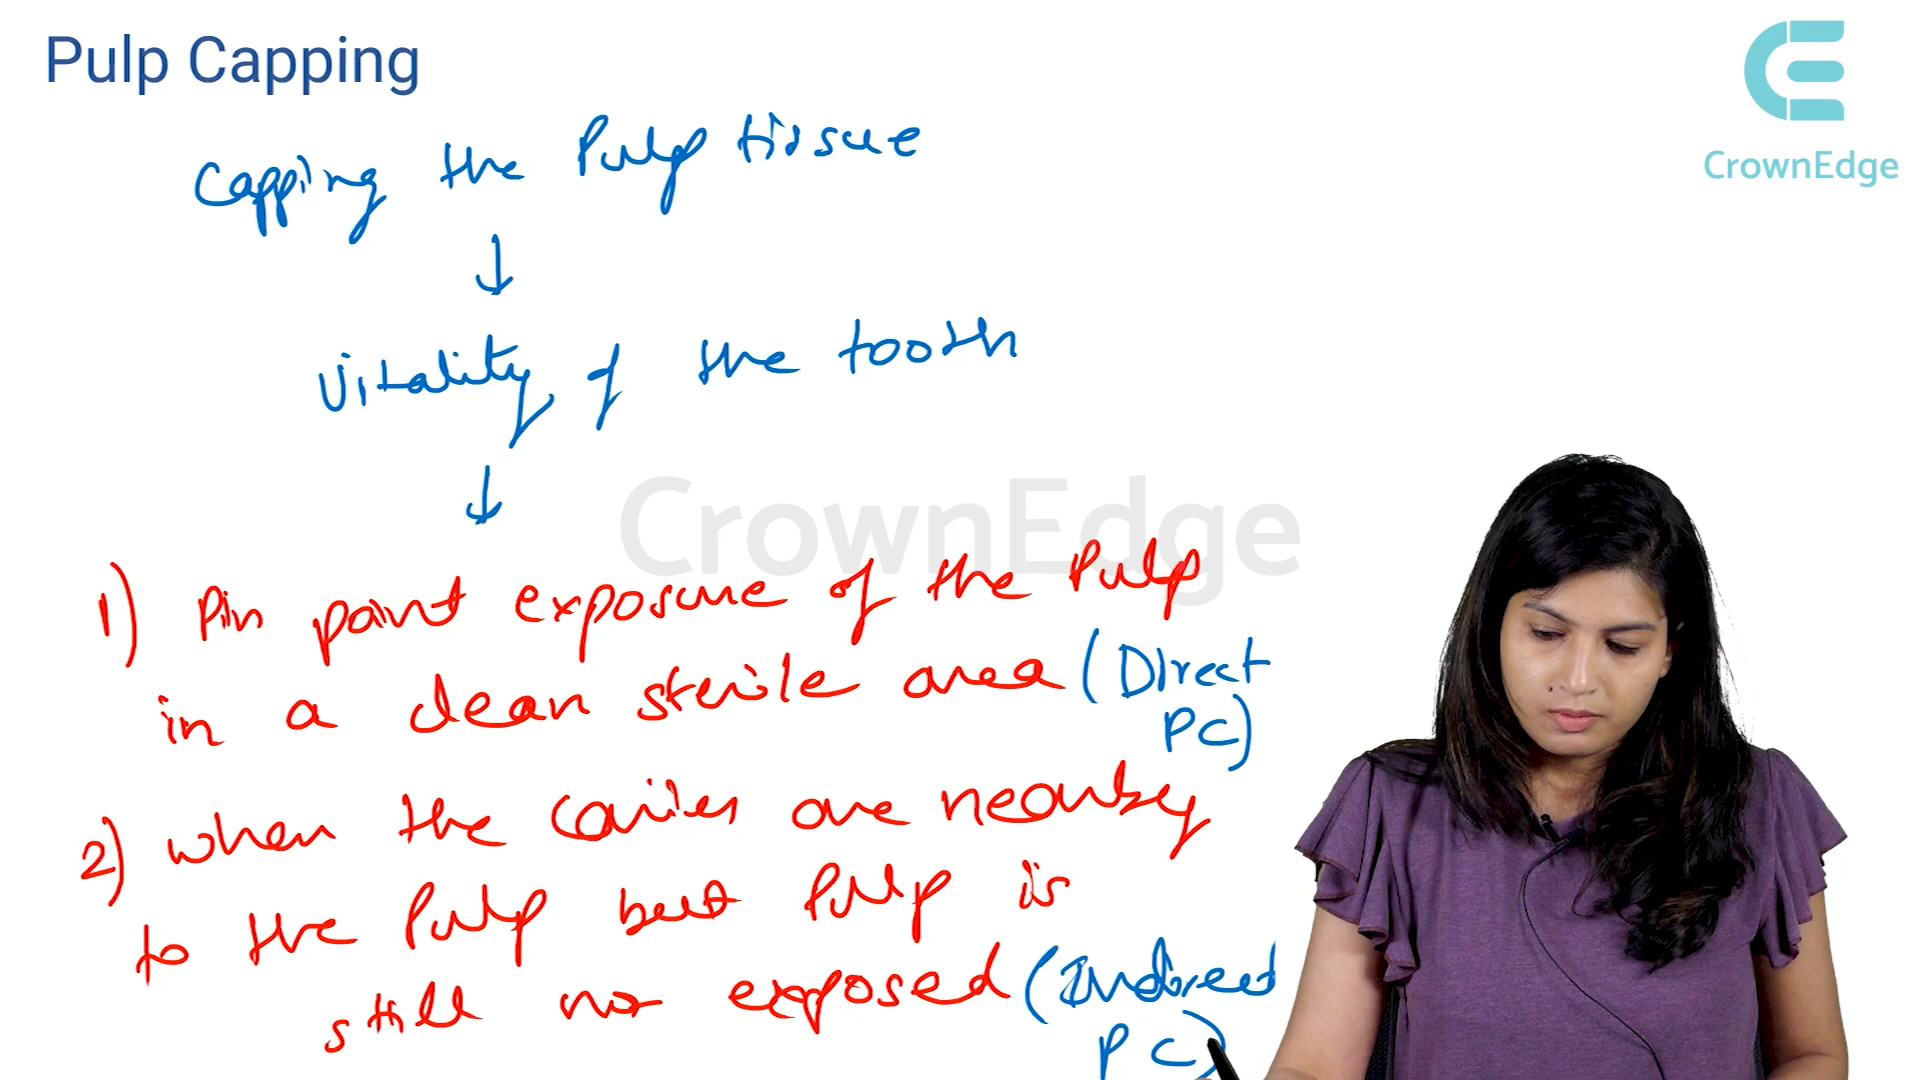 Pulp Capping
CrownEdge
Capping the Pulp tissue
↓
Vitality of the tooth
↓
CrownEdge
1) Pin point exposure of the Pulp
in a clean sterile area (Direct
PC)
2) when the caries are nearby
to the Pulp but Pulp is
still not exposed (Indirect
PC)